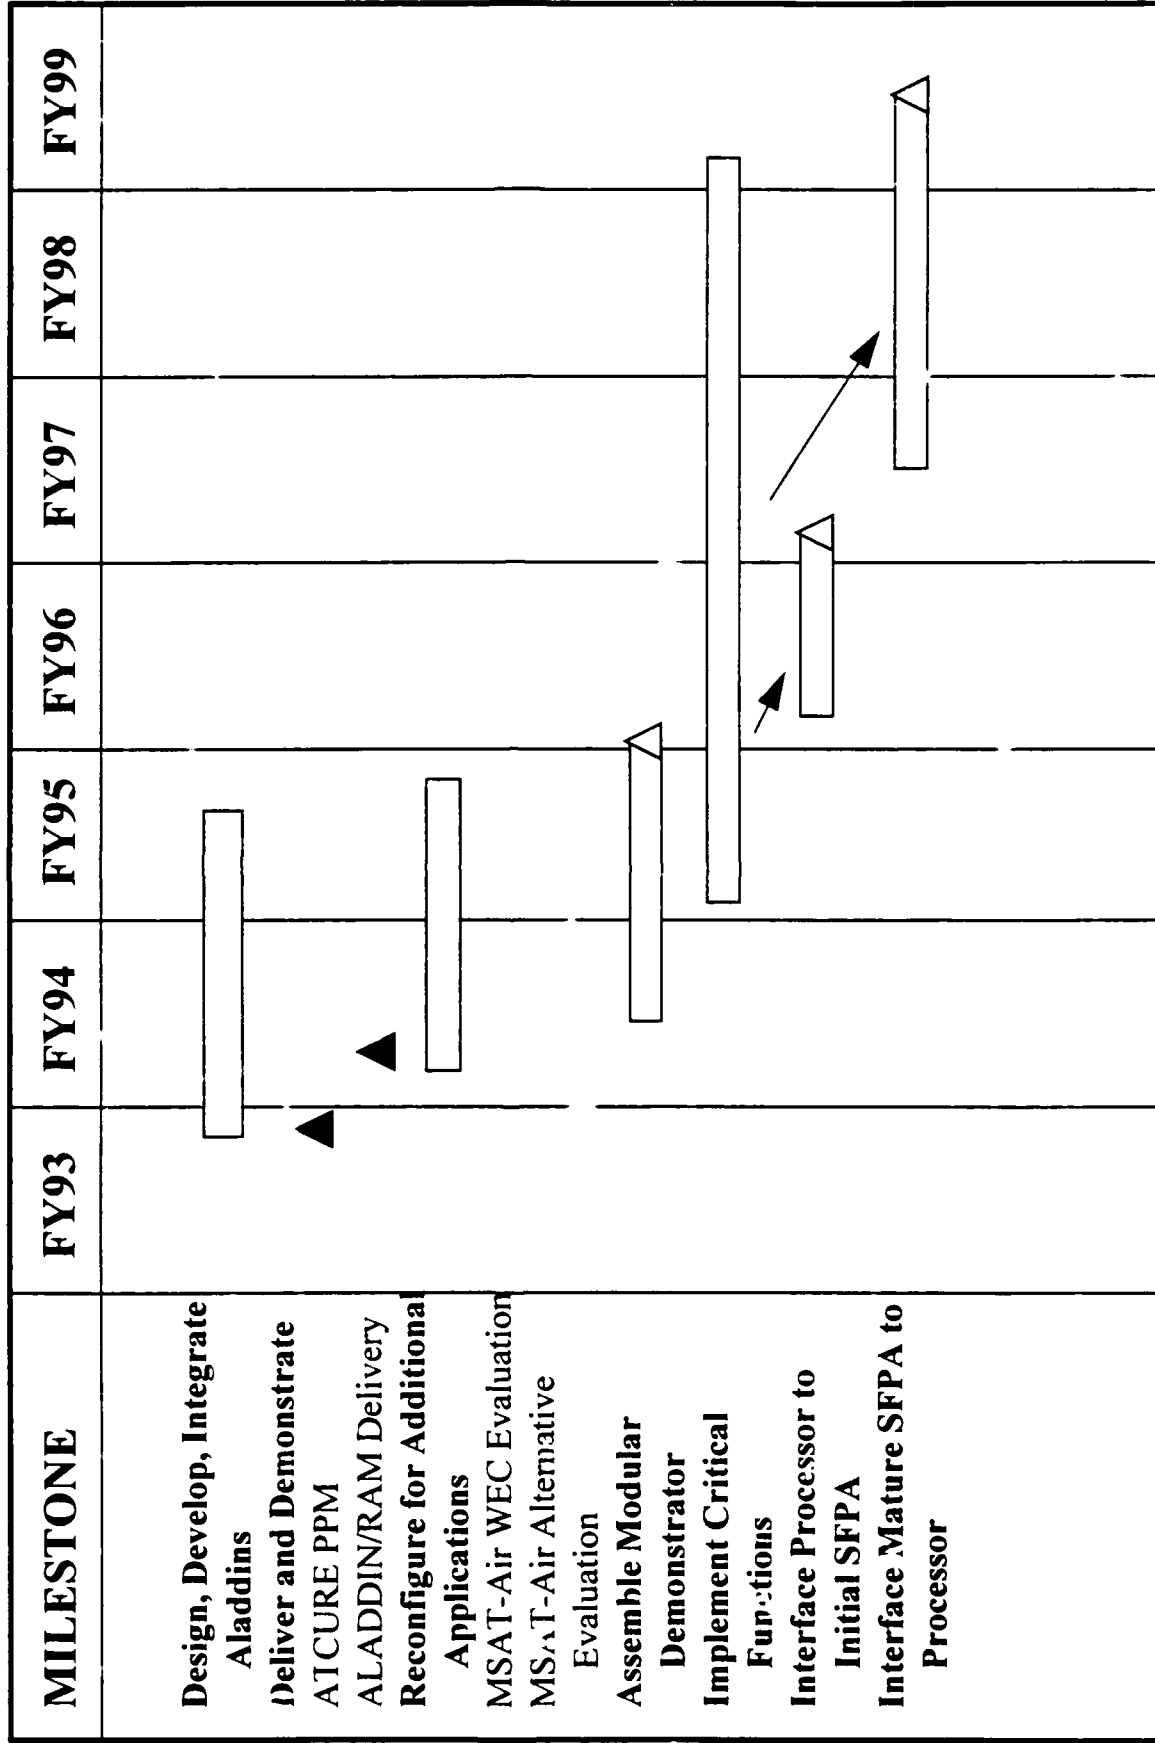 MILESTONE FY93 FY94 FY95 FY96 FY97 FY98 FY99
Design, Develop, Integrate
Aladdins
Deliver and Demonstrate
ATCURE PPM
ALADDIN/RAM Delivery
Reconfigure for Additional
Applications
MSAT-Air WEC Evaluation
MSAT-Air Alternative
Evaluation
Assemble Modular
Demonstrator
Implement Critical
Functions
Interface Processor to
Initial SFPA
Interface Mature SFPA to
Processor